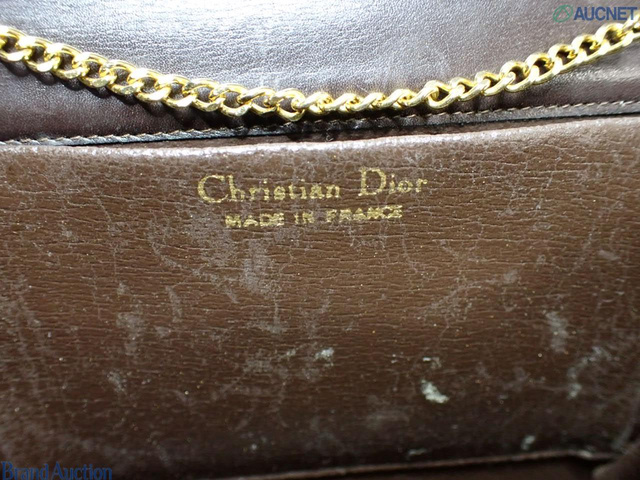 AUCNET
Christian Dior
MADE IN FRANCE
Brand Auction